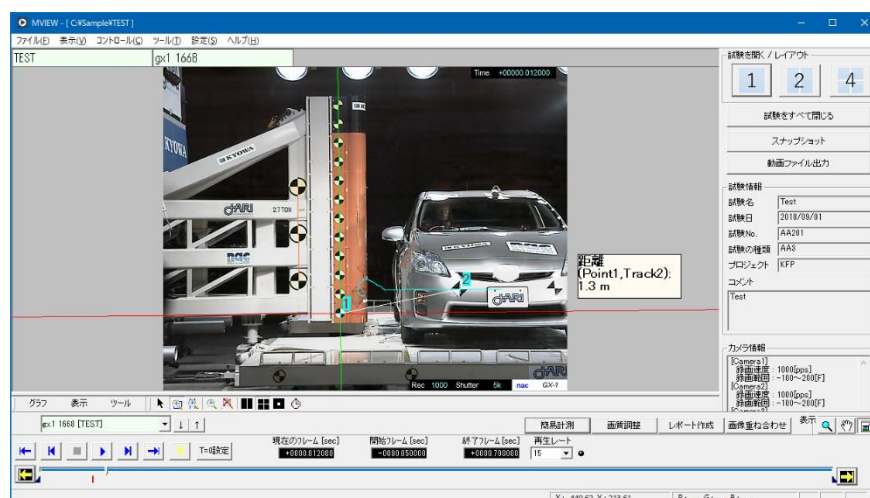 MVIEW - [ C:¥Sample¥TEST ]
ファイル(F) 表示(V) コントロール(C) ツール(T) 設定(S) ヘルプ(H)
TEST
gx1 1668
試験を開く / レイアウト
1 2 4
試験をすべて閉じる
スナップショット
動画ファイル出力
試験情報
試験名 Test
試験日 2018/09/01
試験No. AA201
試験の種類 AA3
プロジェクト KFP
コメント
Test
カメラ情報
[Camera1]
録画速度 : 1000[pps]
録画範囲 : -100～200[F]
[Camera2]
録画速度 : 1000[pps]
録画範囲 : -100～200[F]
Time +00000.012000
KYOWA
KYOWA
JARI 27TON
nac
KYOWA
nac
JARI
1
2
距離
(Point1,Track2):
1.3 m
JARI
Rec 1000 Shutter 5k nac GX-1
グラフ 表示 ツール
gx1 1668 [TEST]
簡易計測 画質調整 レポート作成 画像重ね合わせ 表示
T=0設定
現在のフレーム [sec] 開始フレーム [sec] 終了フレーム [sec] 再生レート
+0000.012000 -0000.050000 +0000.700000 15